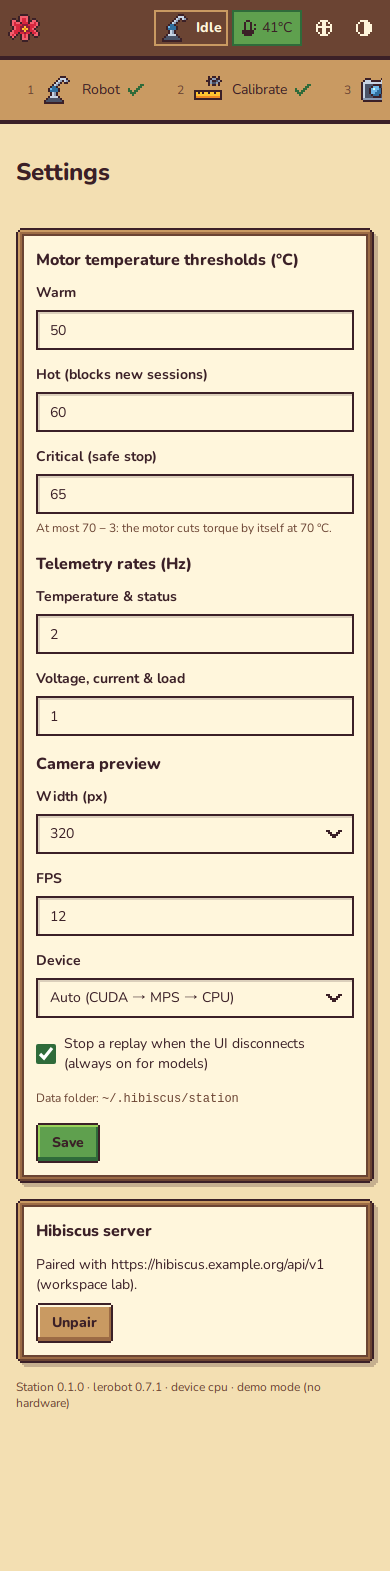 Idle
41°C
1 Robot
2 Calibrate
3
Settings
Motor temperature thresholds (°C)
Warm
50
Hot (blocks new sessions)
60
Critical (safe stop)
65
At most 70 − 3: the motor cuts torque by itself at 70 °C.
Telemetry rates (Hz)
Temperature & status
2
Voltage, current & load
1
Camera preview
Width (px)
320
FPS
12
Device
Auto (CUDA → MPS → CPU)
Stop a replay when the UI disconnects
(always on for models)
Data folder: ~/.hibiscus/station
Save
Hibiscus server
Paired with https://hibiscus.example.org/api/v1
(workspace lab).
Unpair
Station 0.1.0 · lerobot 0.7.1 · device cpu · demo mode (no
hardware)